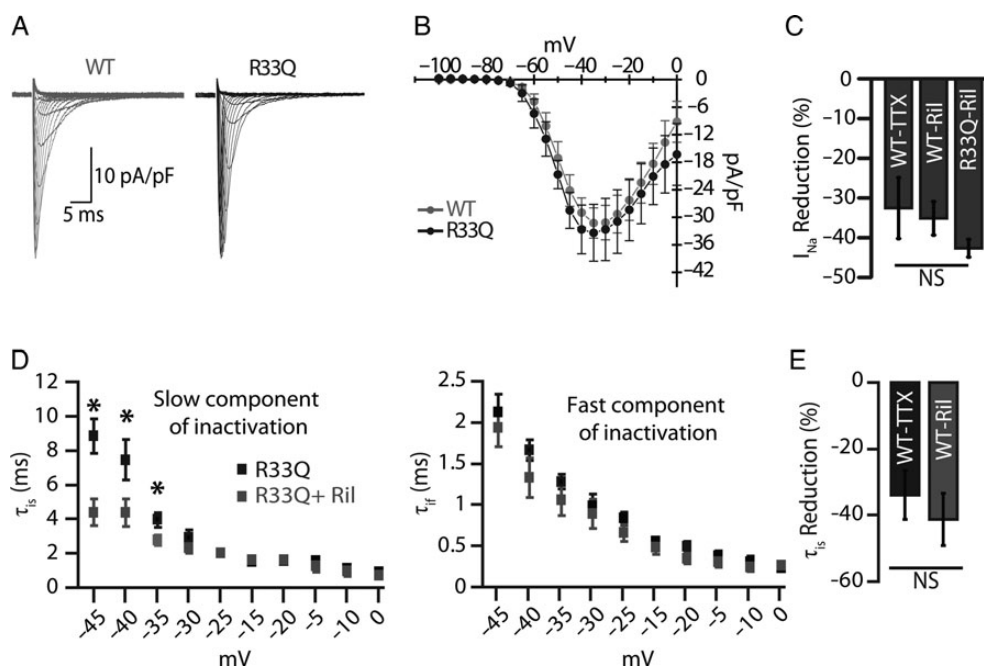 A
WT
R33Q
10 pA/pF
5 ms
B
mV
−100 −80 −60 −40 −20 0
0
−6
−12
−18
−24
−30
−36
−42
pA/pF
WT
R33Q
C
0
−10
−20
−30
−40
−50
I_Na Reduction (%)
WT-TTX
WT-Ril
R33Q-Ril
NS
D
12
10
8
6
4
2
0
τ_is (ms)
* * *
Slow component
of inactivation
R33Q
R33Q+ Ril
−45 −40 −35 −30 −25 −15 −20 −5 −10 0
mV
2.5
2
1.5
1
0.5
0
τ_if (ms)
Fast component
of inactivation
−45 −40 −35 −30 −25 −15 −20 −5 −10 0
mV
E
0
−20
−40
−60
τ_is Reduction (%)
WT-TTX
WT-Ril
NS